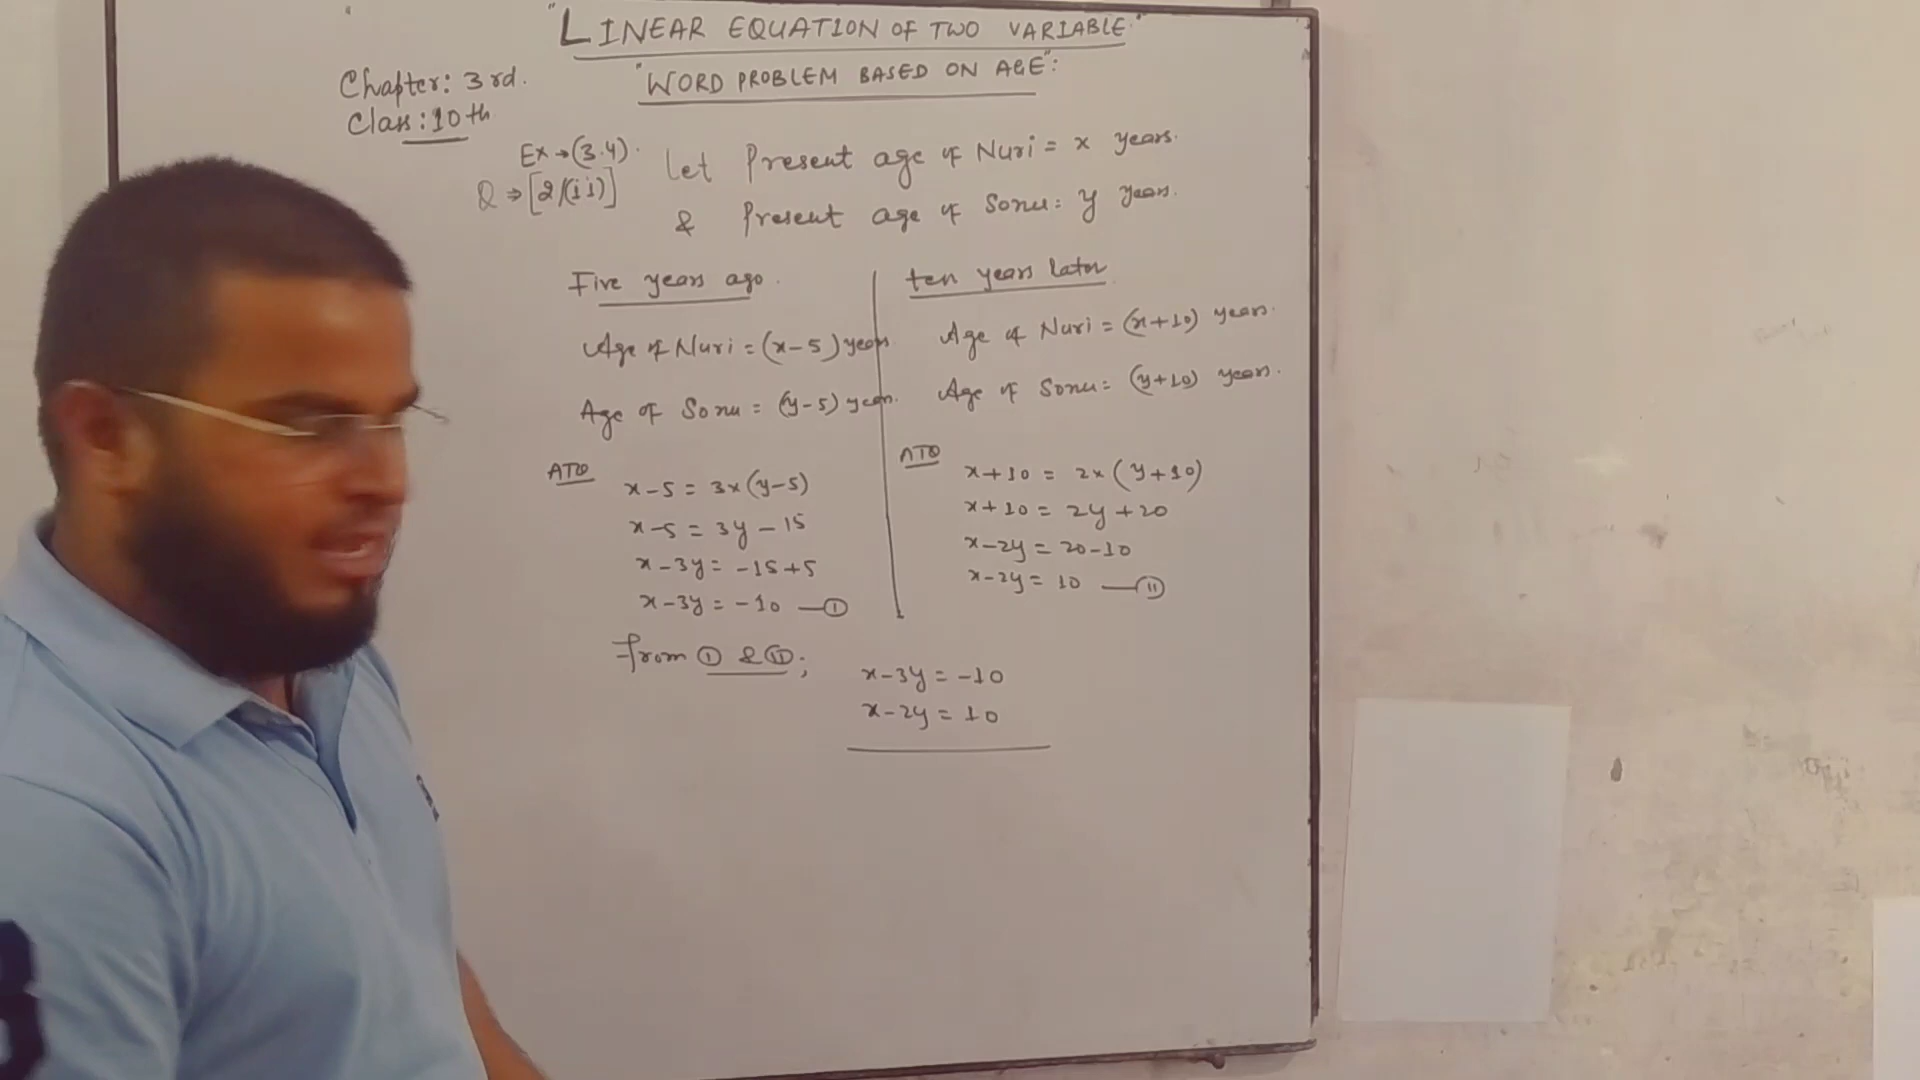 "LINEAR EQUATION OF TWO VARIABLE"
"WORD PROBLEM BASED ON AGE":
Chapter: 3rd.
Class: 10th
Ex → (3.4).
Q ⇒ [2/(ii)]
Let Present age of Nuri = x years.
& Present age of Sonu = y years.
Five years ago.
Age of Nuri = (x-5) years.
Age of Sonu = (y-5) years.
ATQ
x-5 = 3×(y-5)
x-5 = 3y-15
x-3y = -15+5
x-3y = -10 —(I)
ten years later
Age of Nuri = (x+10) years.
Age of Sonu = (y+10) years.
ATQ
x+10 = 2×(y+10)
x+10 = 2y+20
x-2y = 20-10
x-2y = 10 —(II)
from (I) & (II);
x-3y = -10
x-2y = 10